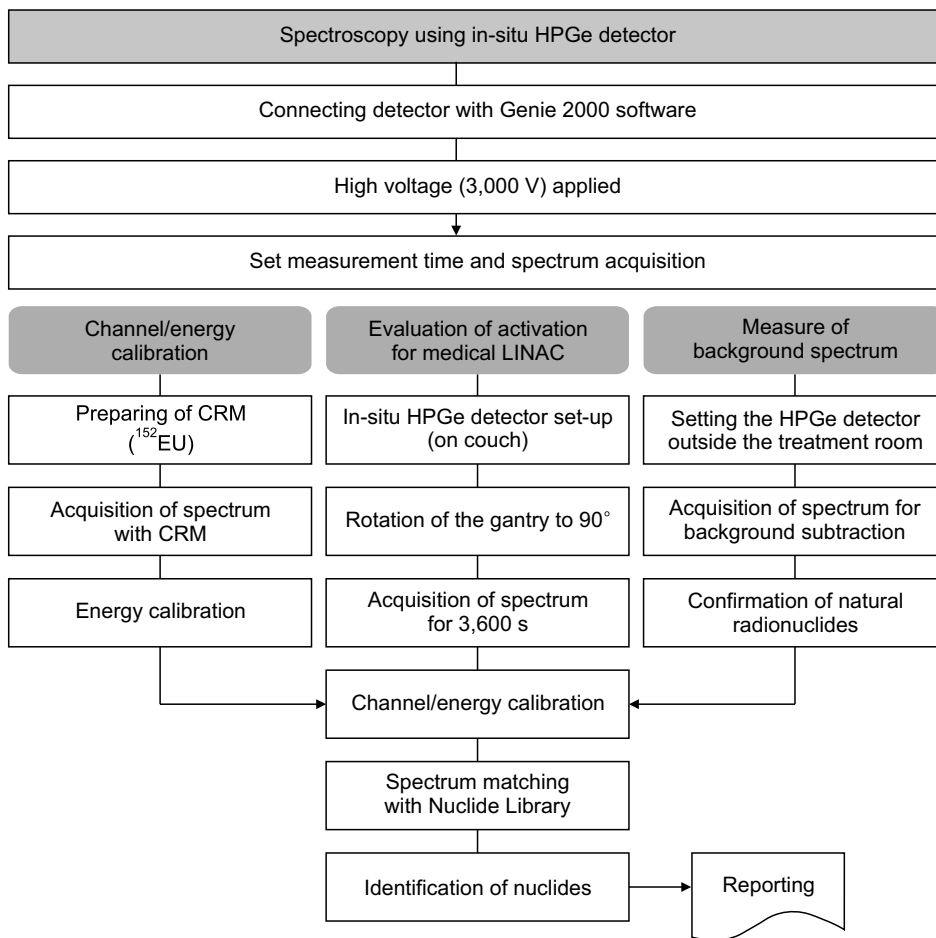 Spectroscopy using in-situ HPGe detector
Connecting detector with Genie 2000 software
High voltage (3,000 V) applied
Set measurement time and spectrum acquisition
Channel/energy
calibration
Preparing of CRM
(¹⁵²EU)
Acquisition of spectrum
with CRM
Energy calibration
Evaluation of activation
for medical LINAC
In-situ HPGe detector set-up
(on couch)
Rotation of the gantry to 90°
Acquisition of spectrum
for 3,600 s
Measure of
background spectrum
Setting the HPGe detector
outside the treatment room
Acquisition of spectrum for
background subtraction
Confirmation of natural
radionuclides
Channel/energy calibration
Spectrum matching
with Nuclide Library
Identification of nuclides
Reporting